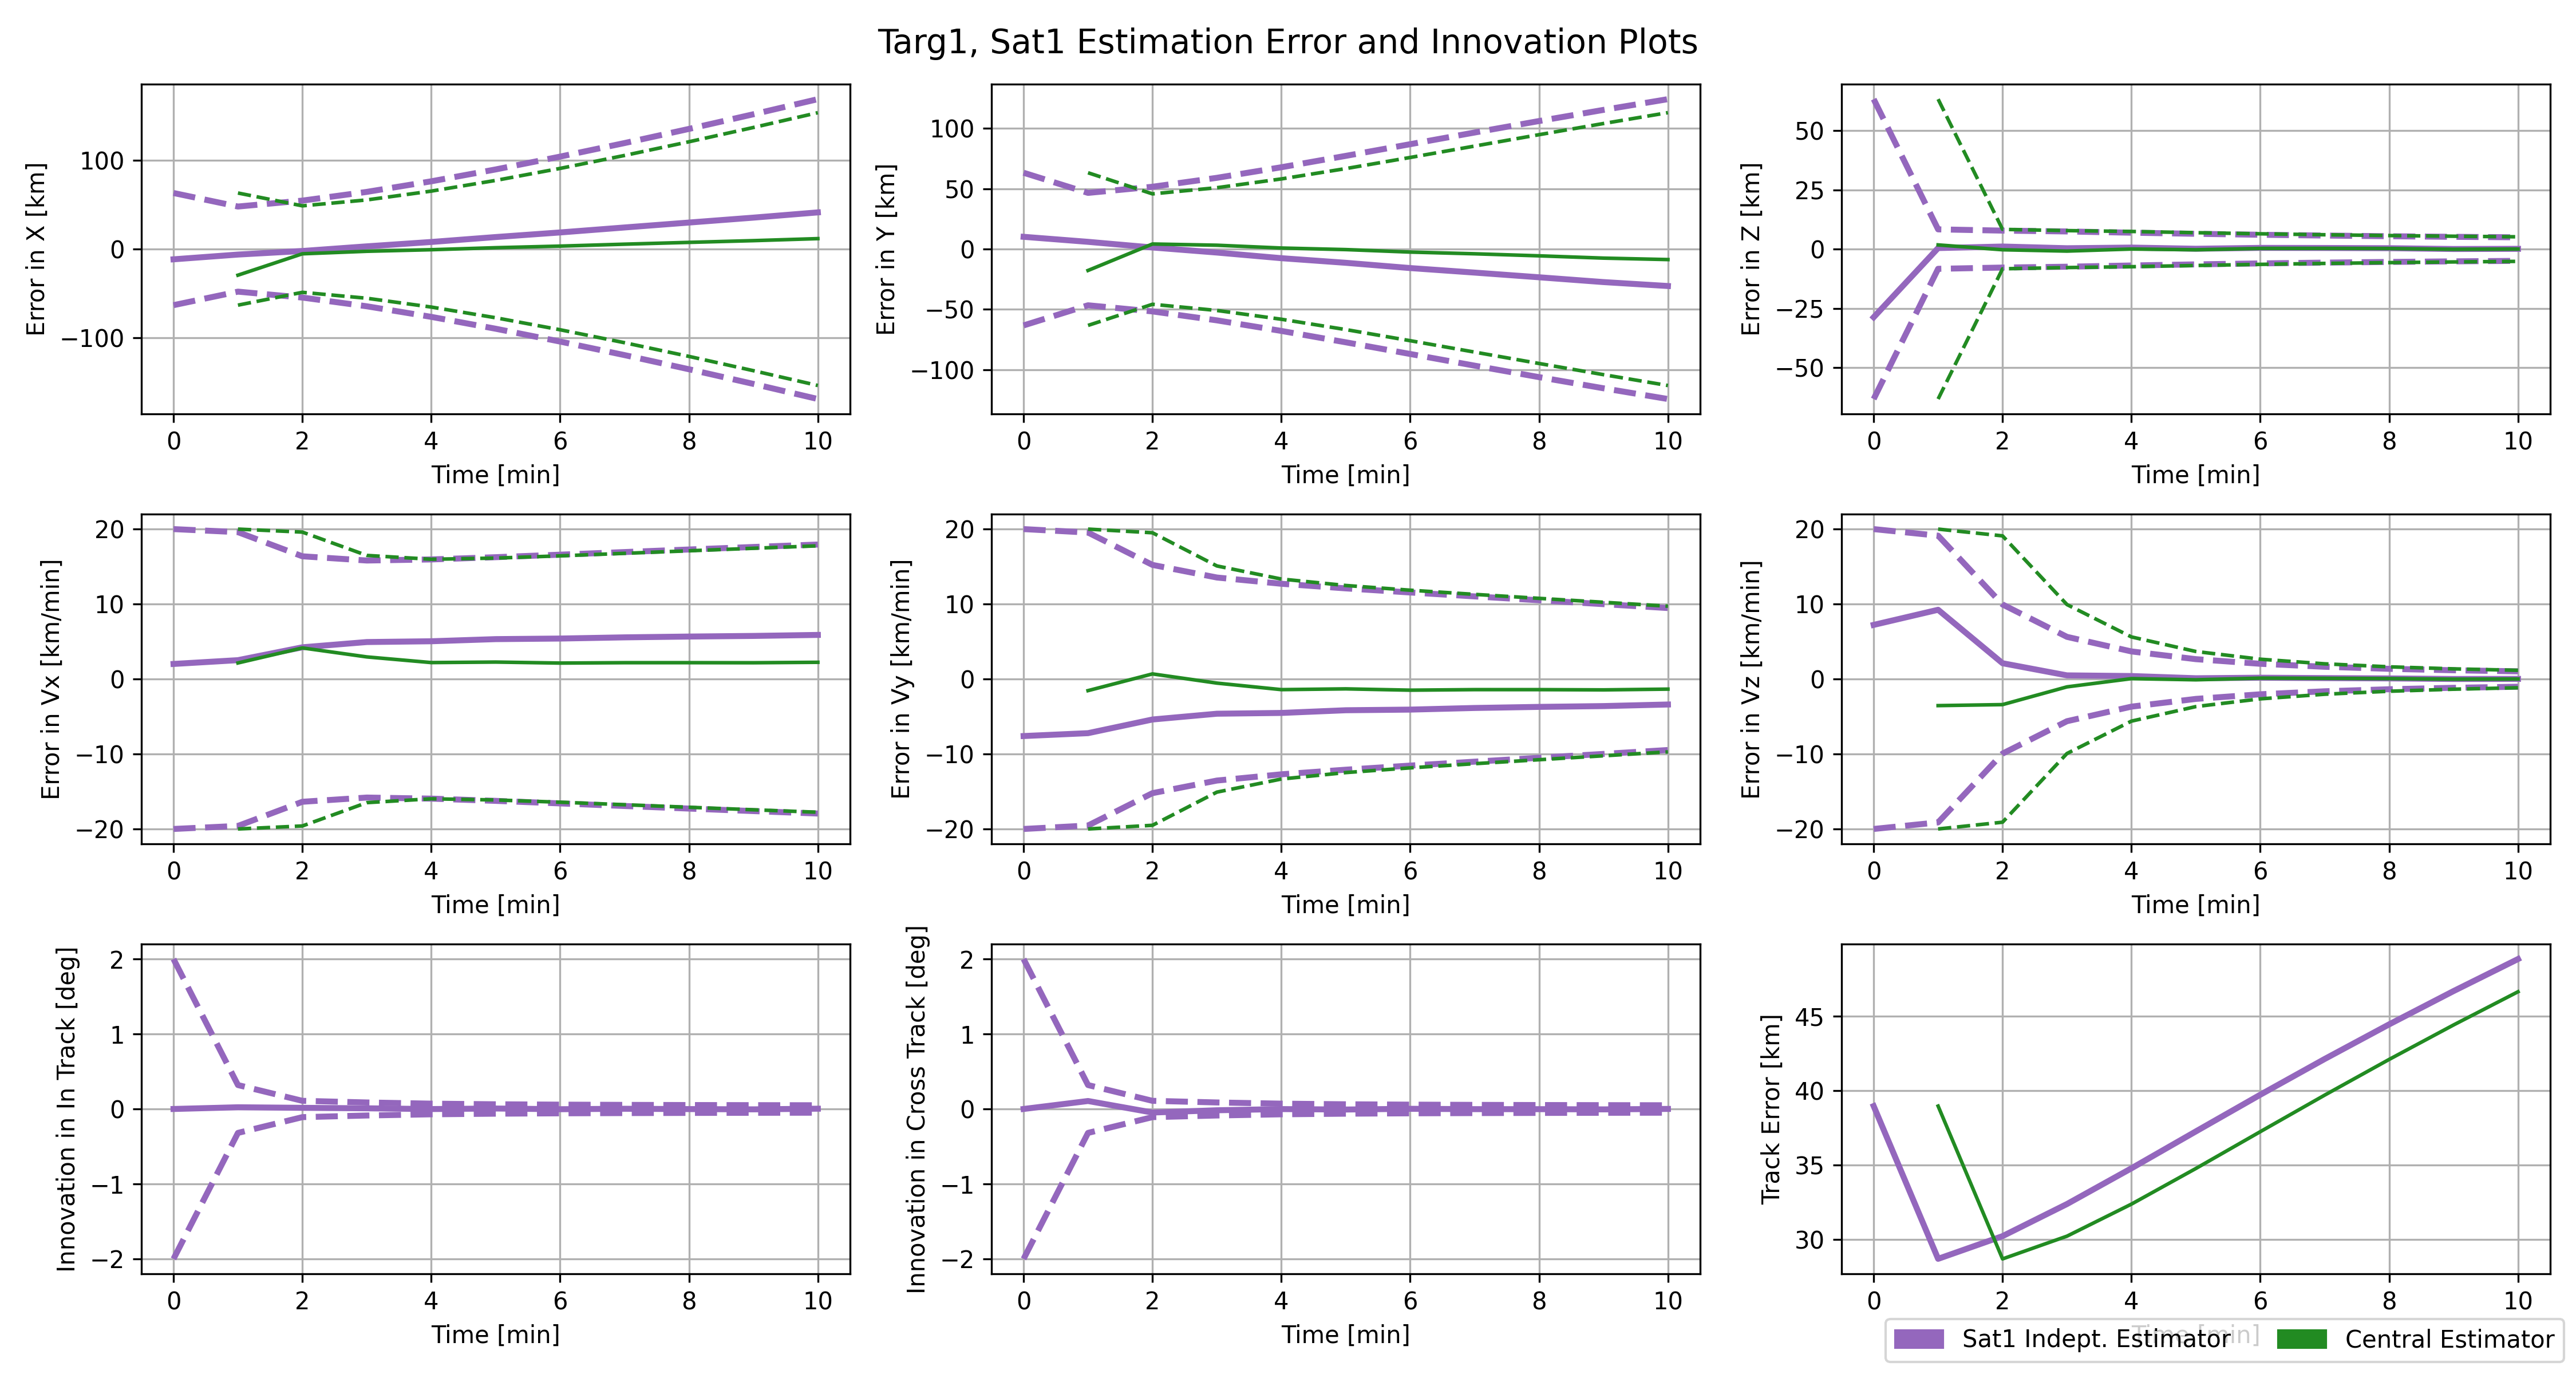 Targ1, Sat1 Estimation Error and Innovation Plots
Error in X [km]
100
0
−100
0 2 4 6 8 10
Time [min]
Error in Y [km]
100
50
0
−50
−100
0 2 4 6 8 10
Time [min]
Error in Z [km]
50
25
0
−25
−50
0 2 4 6 8 10
Time [min]
Error in Vx [km/min]
20
10
0
−10
−20
0 2 4 6 8 10
Time [min]
Error in Vy [km/min]
20
10
0
−10
−20
0 2 4 6 8 10
Time [min]
Error in Vz [km/min]
20
10
0
−10
−20
0 2 4 6 8 10
Time [min]
Innovation in In Track [deg]
2
1
0
−1
−2
0 2 4 6 8 10
Time [min]
Innovation in Cross Track [deg]
2
1
0
−1
−2
0 2 4 6 8 10
Time [min]
Track Error [km]
45
40
35
30
0 2 4 6 8 10
Time [min]
Sat1 Indept. Estimator
Central Estimator